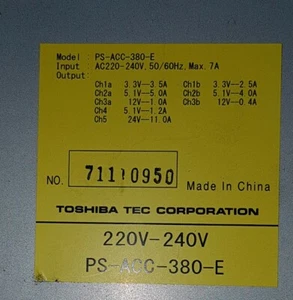 Model : PS-ACC-380-E
Input : AC220-240V, 50/60Hz, Max. 7A
Output:
Ch1a 3.3V—3.5A Ch1b 3.3V—2.5A
Ch2a 5.1V—5.0A Ch2b 5.1V—4.0A
Ch3a 12V—1.0A Ch3b 12V—0.4A
Ch4 5.1V—1.2A
Ch5 24V—11.0A
NO. 71110950 Made in China
TOSHIBA TEC CORPORATION
220V-240V
PS-ACC-380-E